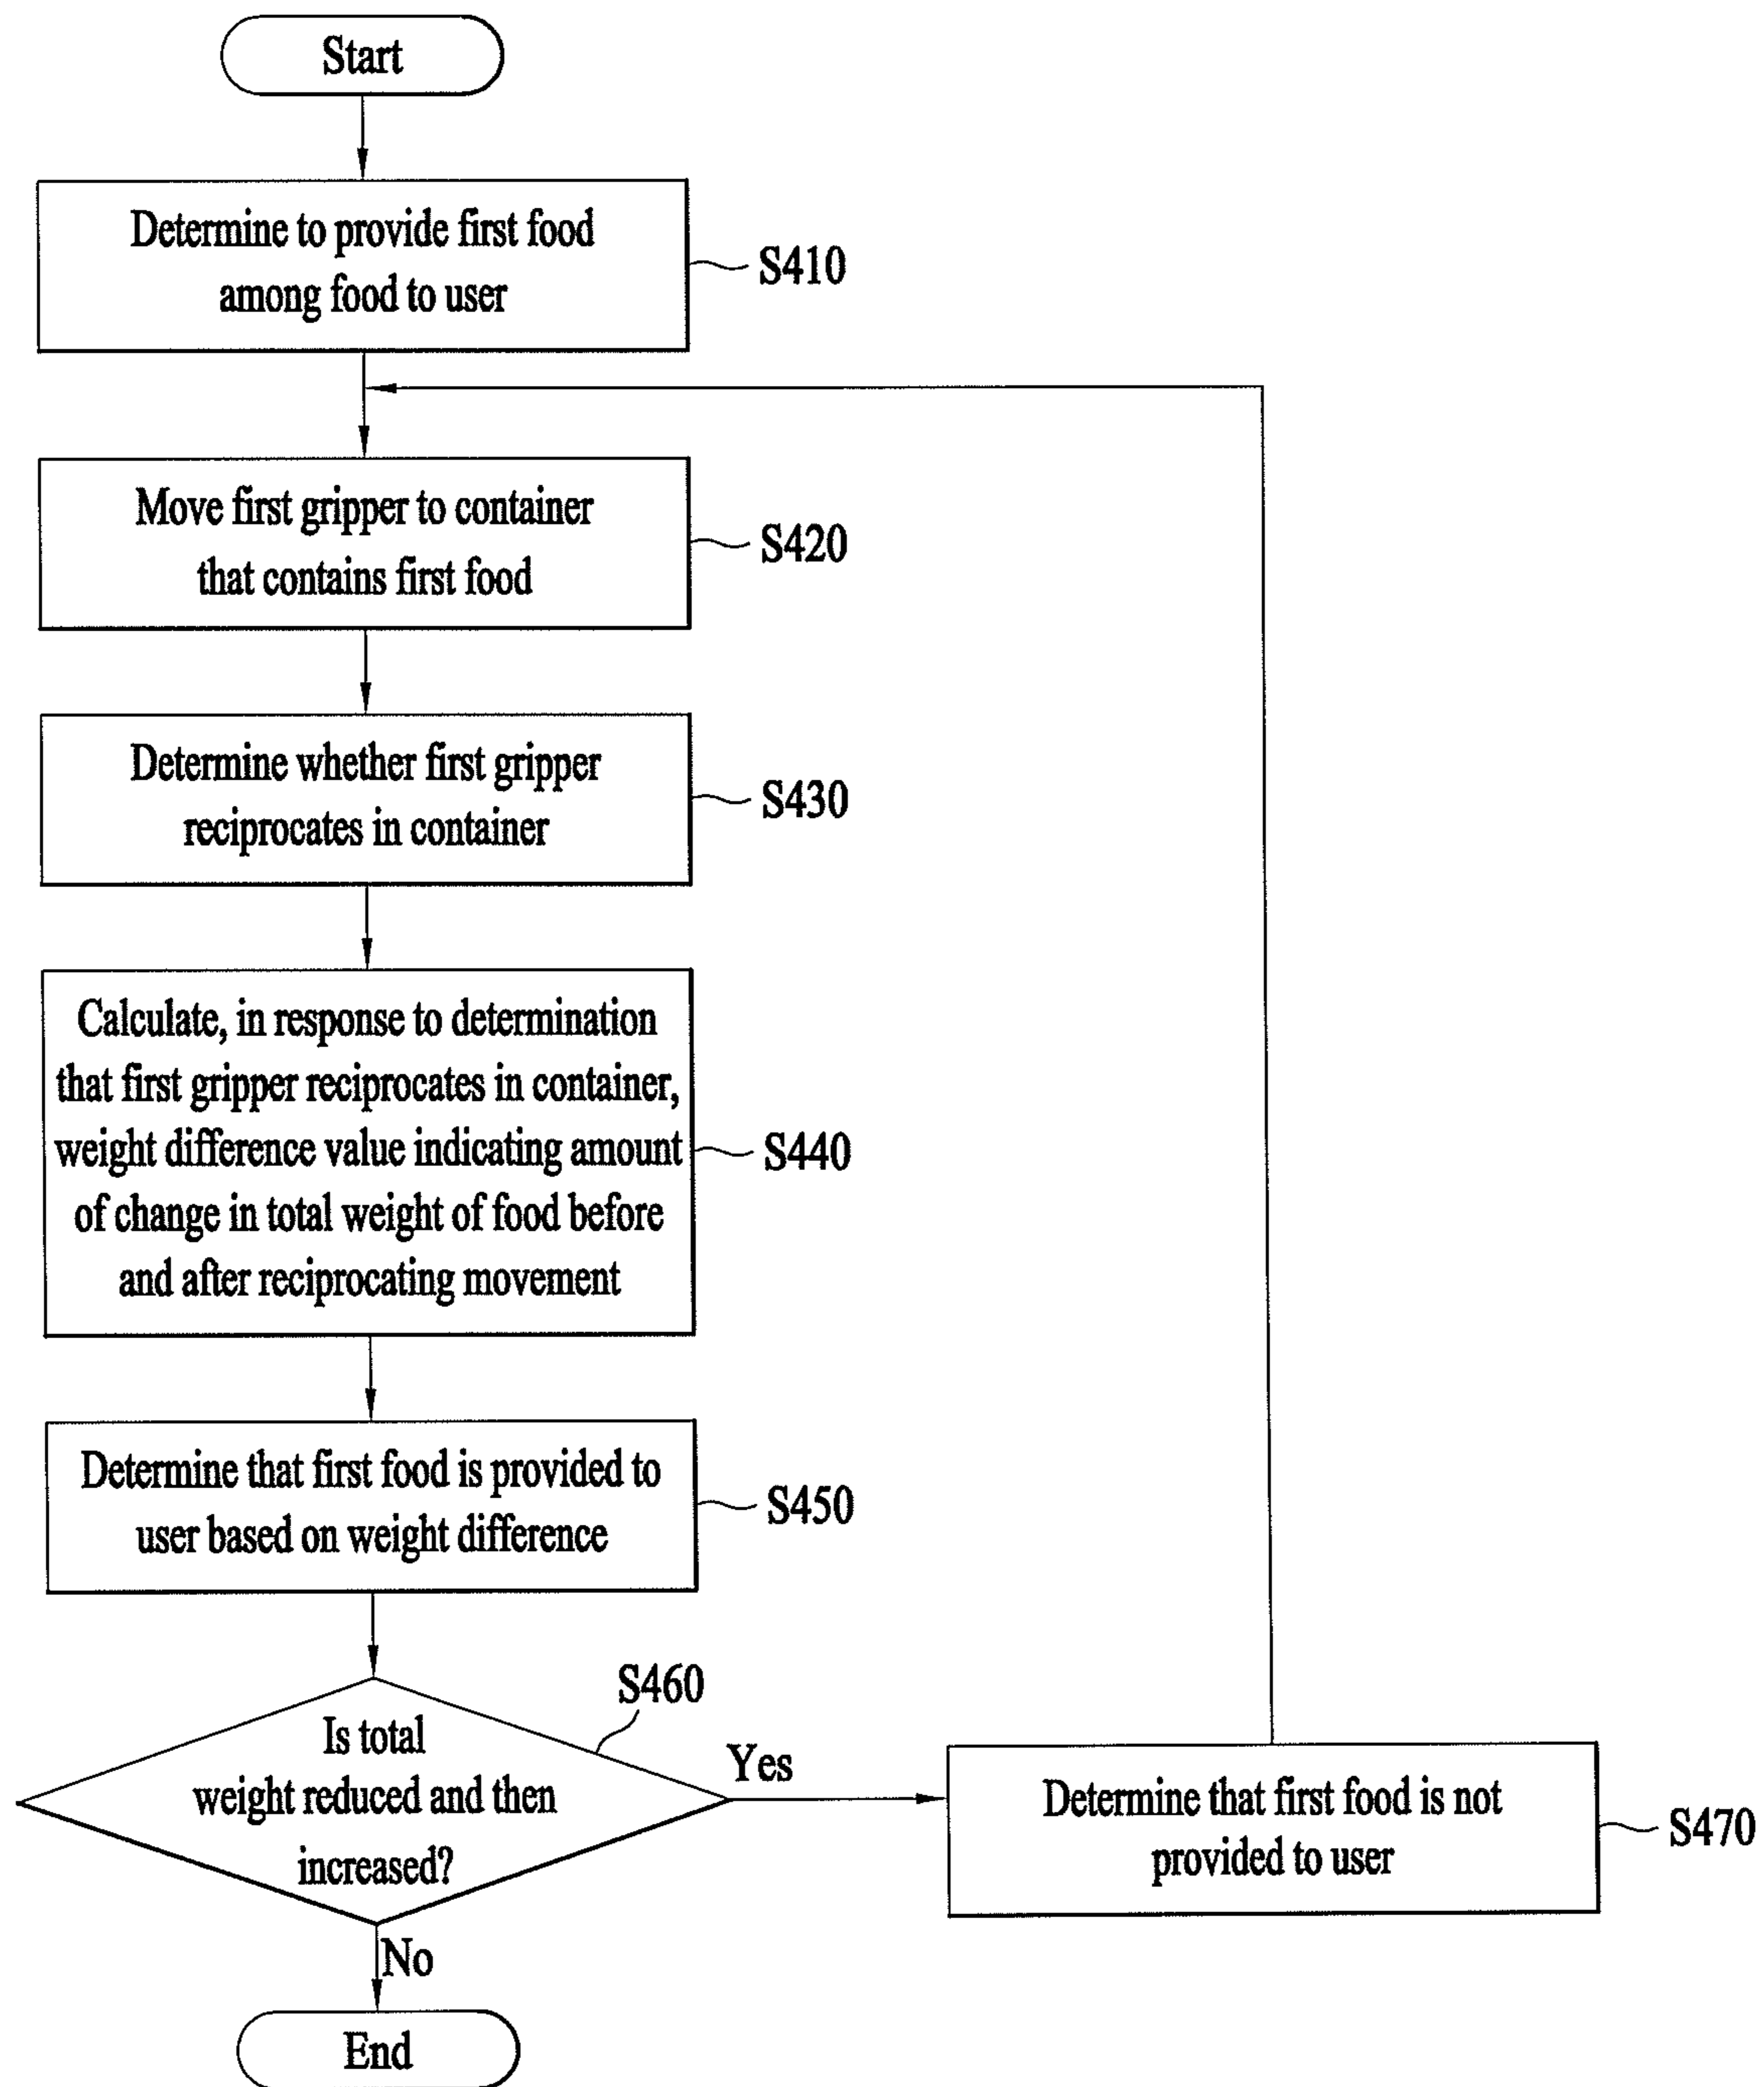 Start
Determine to provide first food
among food to user
S410
Move first gripper to container
that contains first food
S420
Determine whether first gripper
reciprocates in container
S430
Calculate, in response to determination
that first gripper reciprocates in container,
weight difference value indicating amount
of change in total weight of food before
and after reciprocating movement
S440
Determine that first food is provided to
user based on weight difference
S450
S460
Is total
weight reduced and then
increased?
Yes
Determine that first food is not
provided to user
S470
No
End